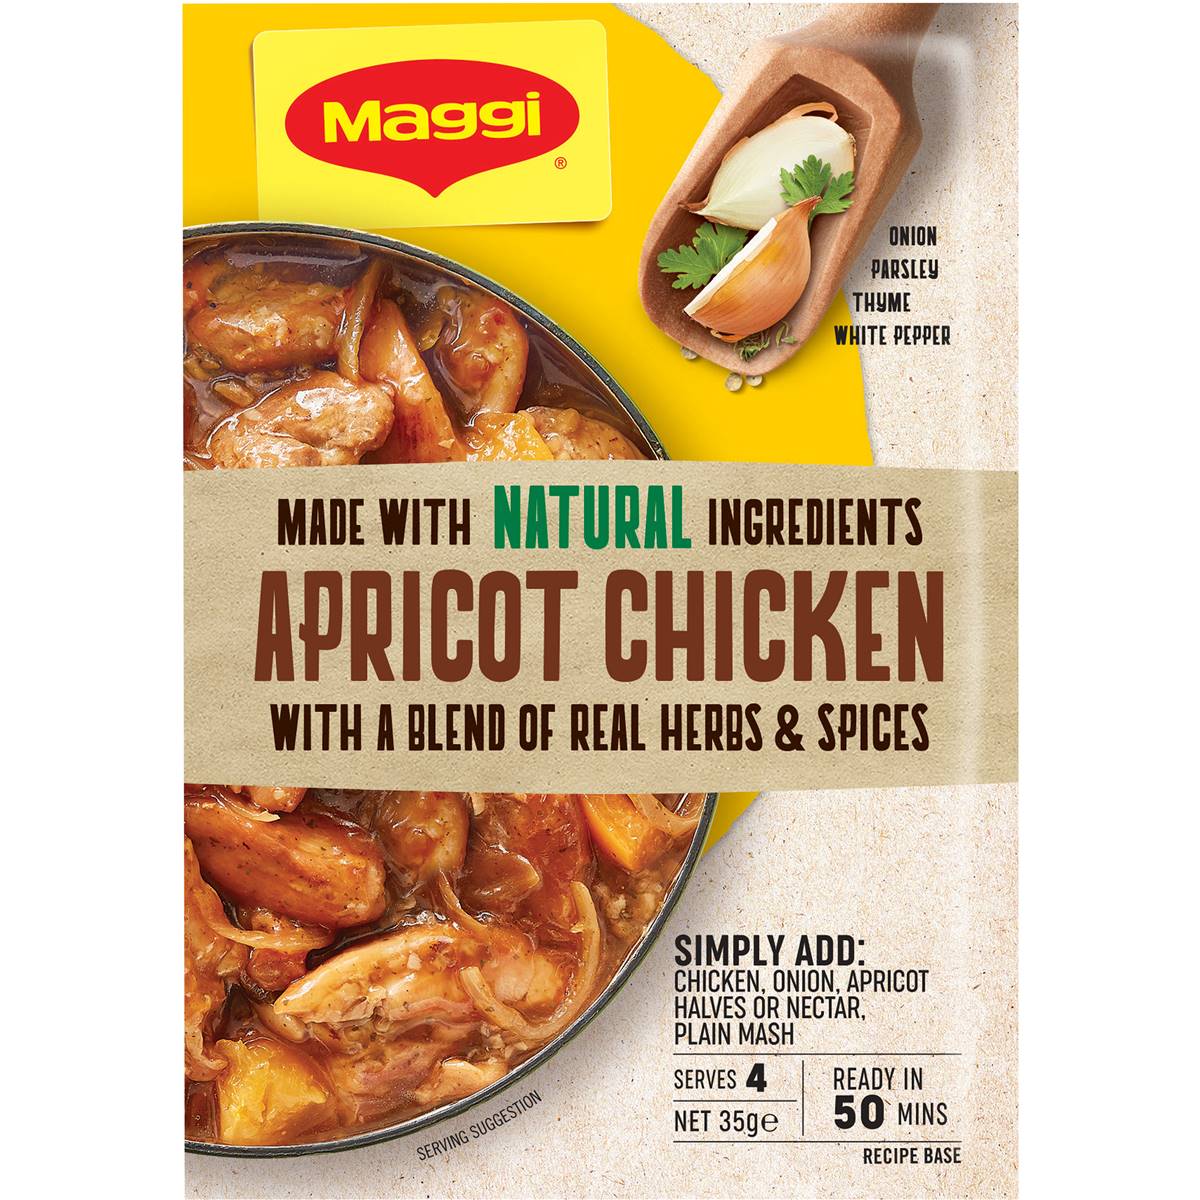 Maggi
®
ONION
PARSLEY
THYME
WHITE PEPPER
MADE WITH NATURAL INGREDIENTS
APRICOT CHICKEN
WITH A BLEND OF REAL HERBS & SPICES
SIMPLY ADD:
CHICKEN, ONION, APRICOT
HALVES OR NECTAR,
PLAIN MASH
SERVES 4
NET 35g℮
READY IN
50 MINS
RECIPE BASE
SERVING SUGGESTION